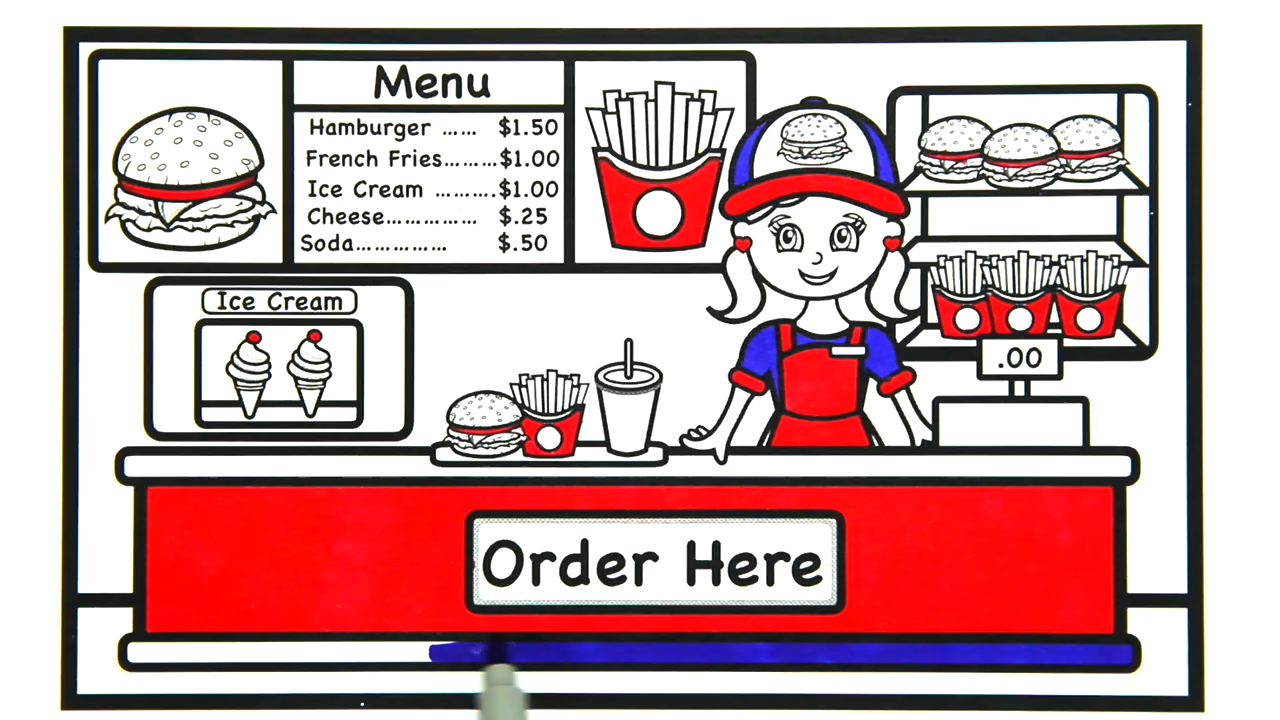 Menu
Hamburger ...... $1.50
French Fries.........$1.00
Ice Cream ..........$1.00
Cheese............... $.25
Soda............... $.50
Ice Cream
.00
Order Here